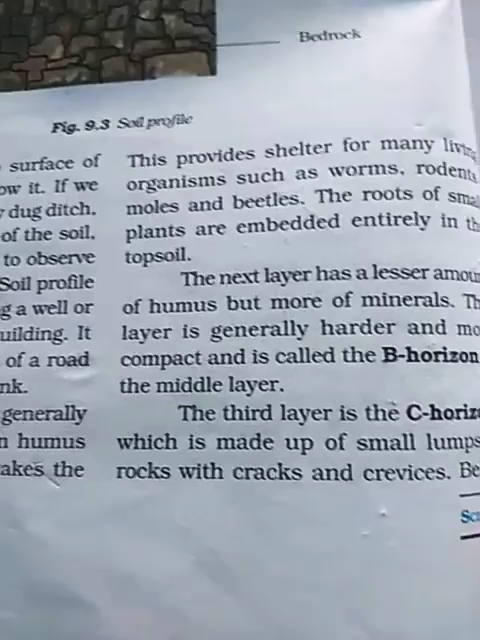 Bedrock
Fig. 9.3 Soil profile
surface of
ow it. If we
dug ditch,
of the soil,
to observe
Soil profile
g a well or
uilding. It
of a road
nk.
generally
humus
akes the
This provides shelter for many livin
organisms such as worms, rodents
moles and beetles. The roots of sma
plants are embedded entirely in th
topsoil.
The next layer has a lesser amou
of humus but more of minerals. Th
layer is generally harder and mo
compact and is called the B-horizon
the middle layer.
The third layer is the C-horiz
which is made up of small lumps
rocks with cracks and crevices. Be